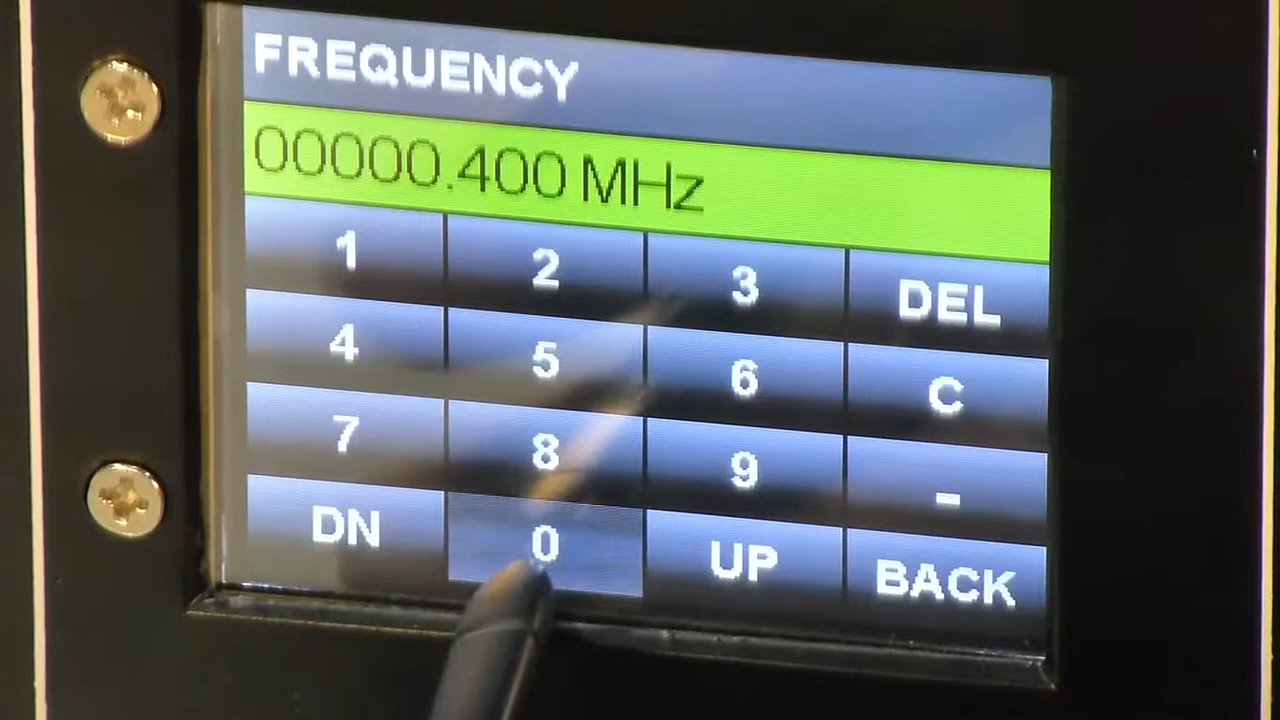 FREQUENCY
00000.400 MHz
1 2 3 DEL
4 5 6 C
7 8 9 -
DN 0 UP BACK